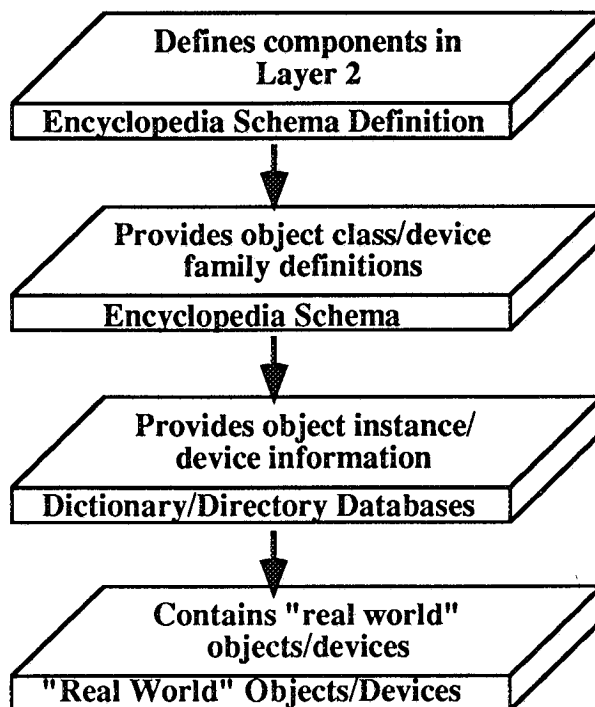 Defines components in
Layer 2
Encyclopedia Schema Definition
Provides object class/device
family definitions
Encyclopedia Schema
Provides object instance/
device information
Dictionary/Directory Databases
Contains "real world"
objects/devices
"Real World" Objects/Devices